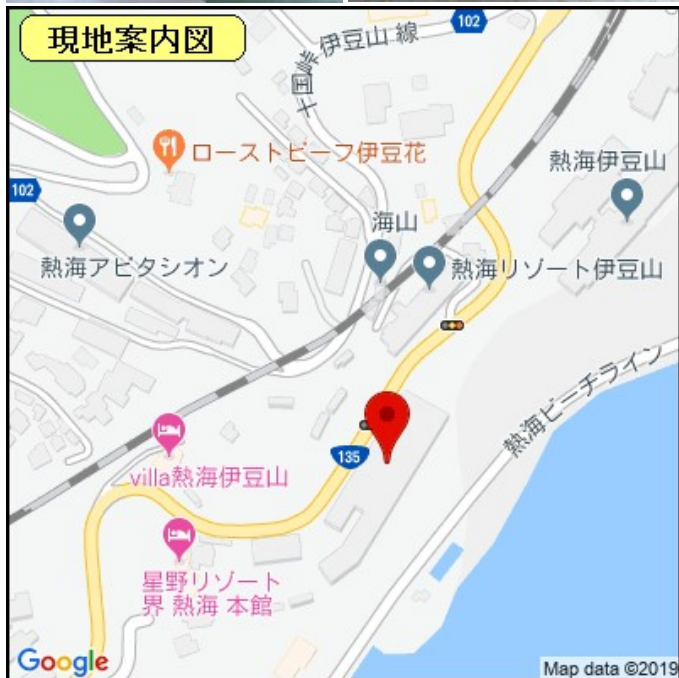 現地案内図
102
十国峠伊豆山線
ローストビーフ伊豆花
熱海伊豆山
102
海山
熱海アビタシオン
熱海リゾート伊豆山
熱海ビーチライン
135
villa熱海伊豆山
星野リゾート
界 熱海 本館
Google
Map data ©2019